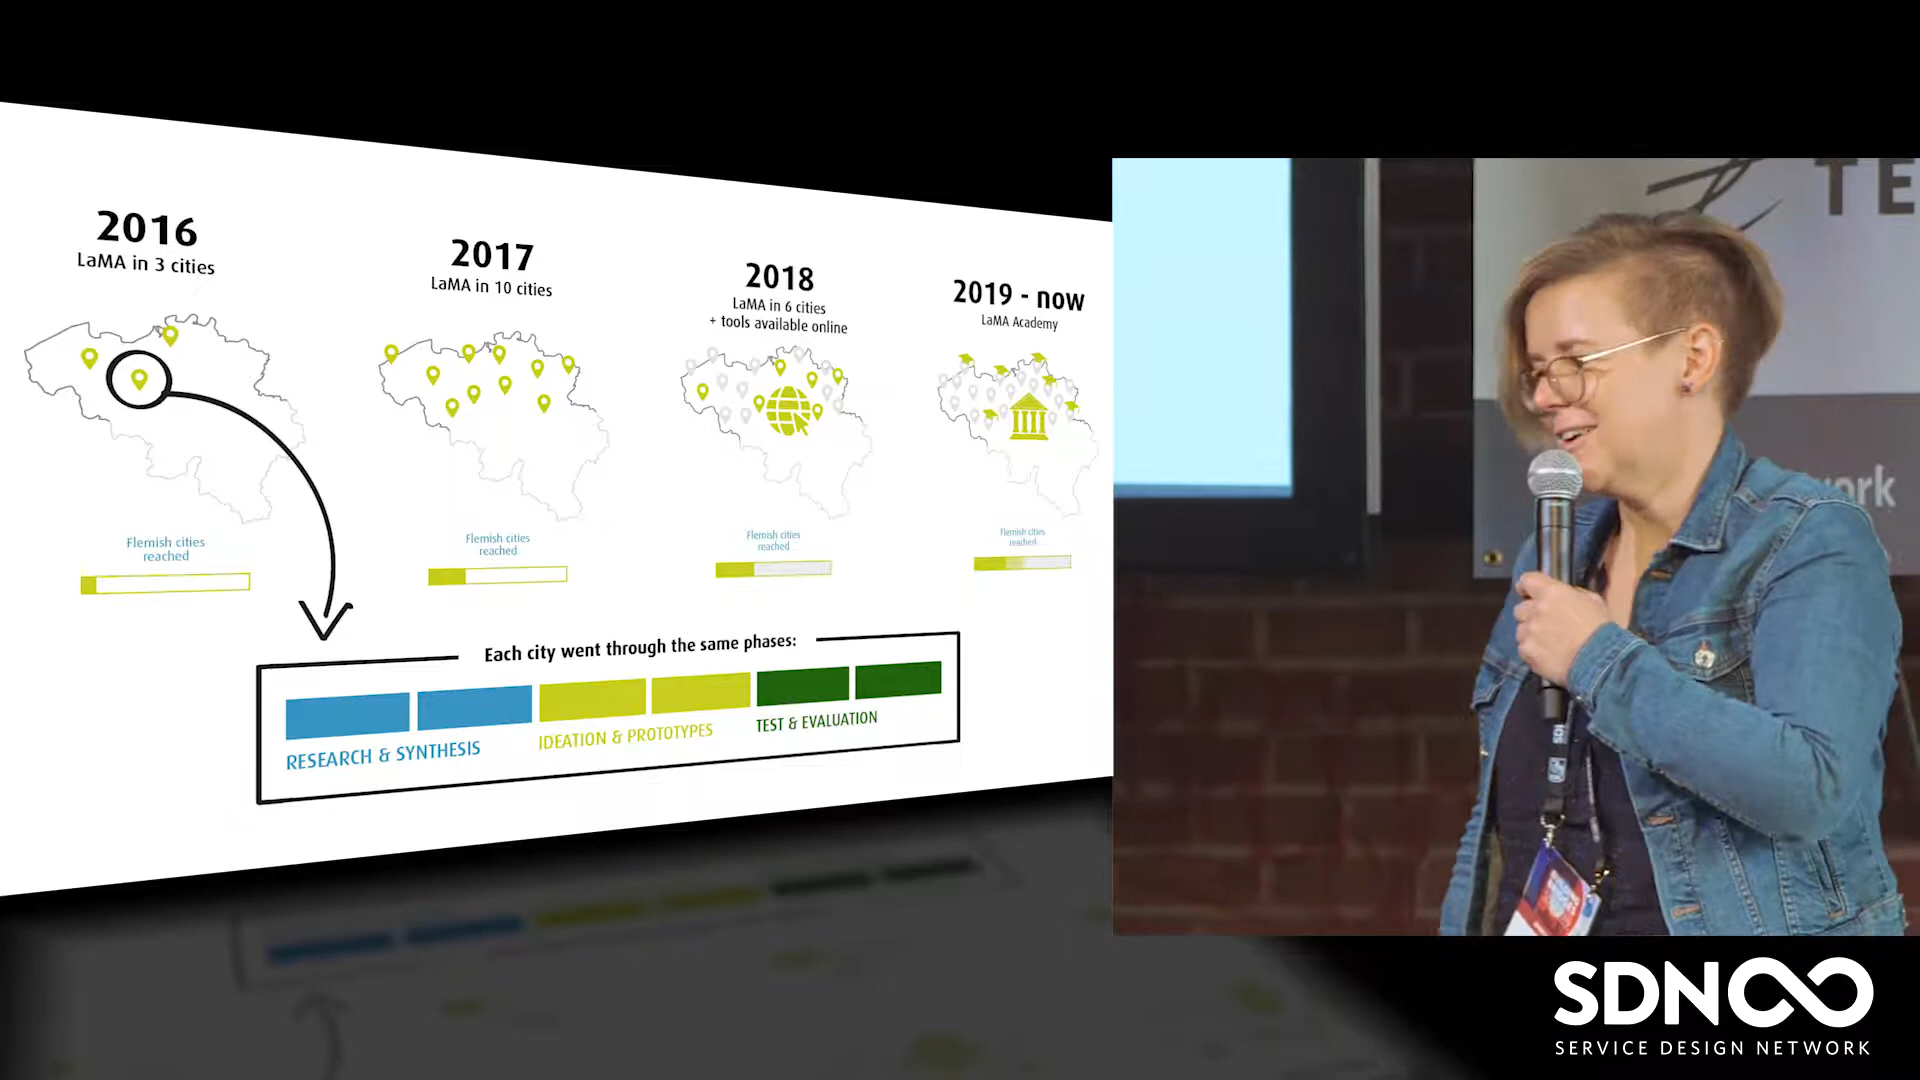 2016
LaMA in 3 cities
2017
LaMA in 10 cities
2018
LaMA in 6 cities
+ tools available online
2019 - now
LaMA Academy
Flemish cities
reached
Flemish cities
reached
Flemish cities
reached
Flemish cities
reached
Each city went through the same phases:
RESEARCH & SYNTHESIS
IDEATION & PROTOTYPES
TEST & EVALUATION
TE
ork
SDN
SDN
SERVICE DESIGN NETWORK